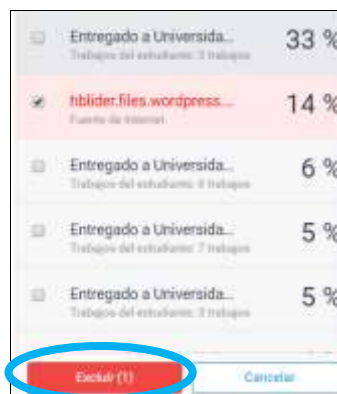 Entregado a Universida...
33 %
Trabajos del estudiante: 3 trabajos
hblider.files.wordpress....
14 %
Fuente de Internet
Entregado a Universida...
6 %
Trabajos del estudiante: 6 trabajos
Entregado a Universida...
5 %
Trabajos del estudiante: 7 trabajos
Entregado a Universida...
5 %
Trabajos del estudiante: 3 trabajos
Excluir (1)
Cancelar